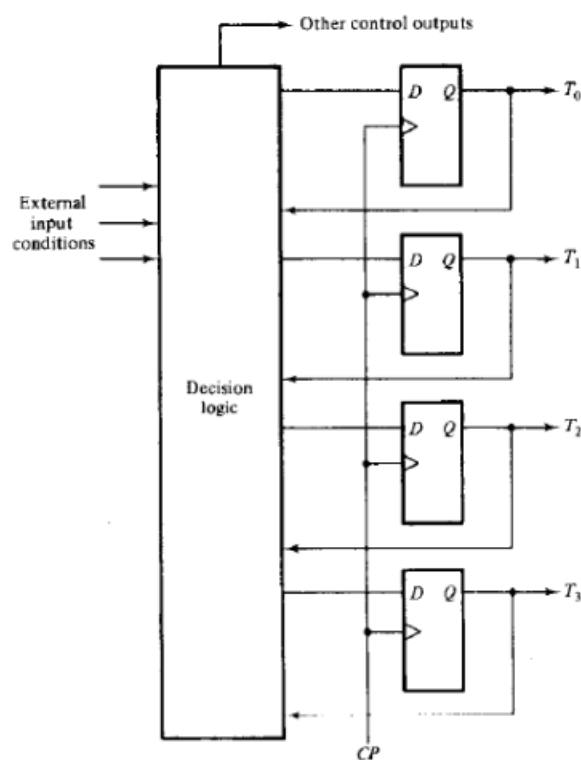 Other control outputs
D Q
T0
External
input
conditions
D Q
T1
Decision
logic
D Q
T2
D Q
T3
CP